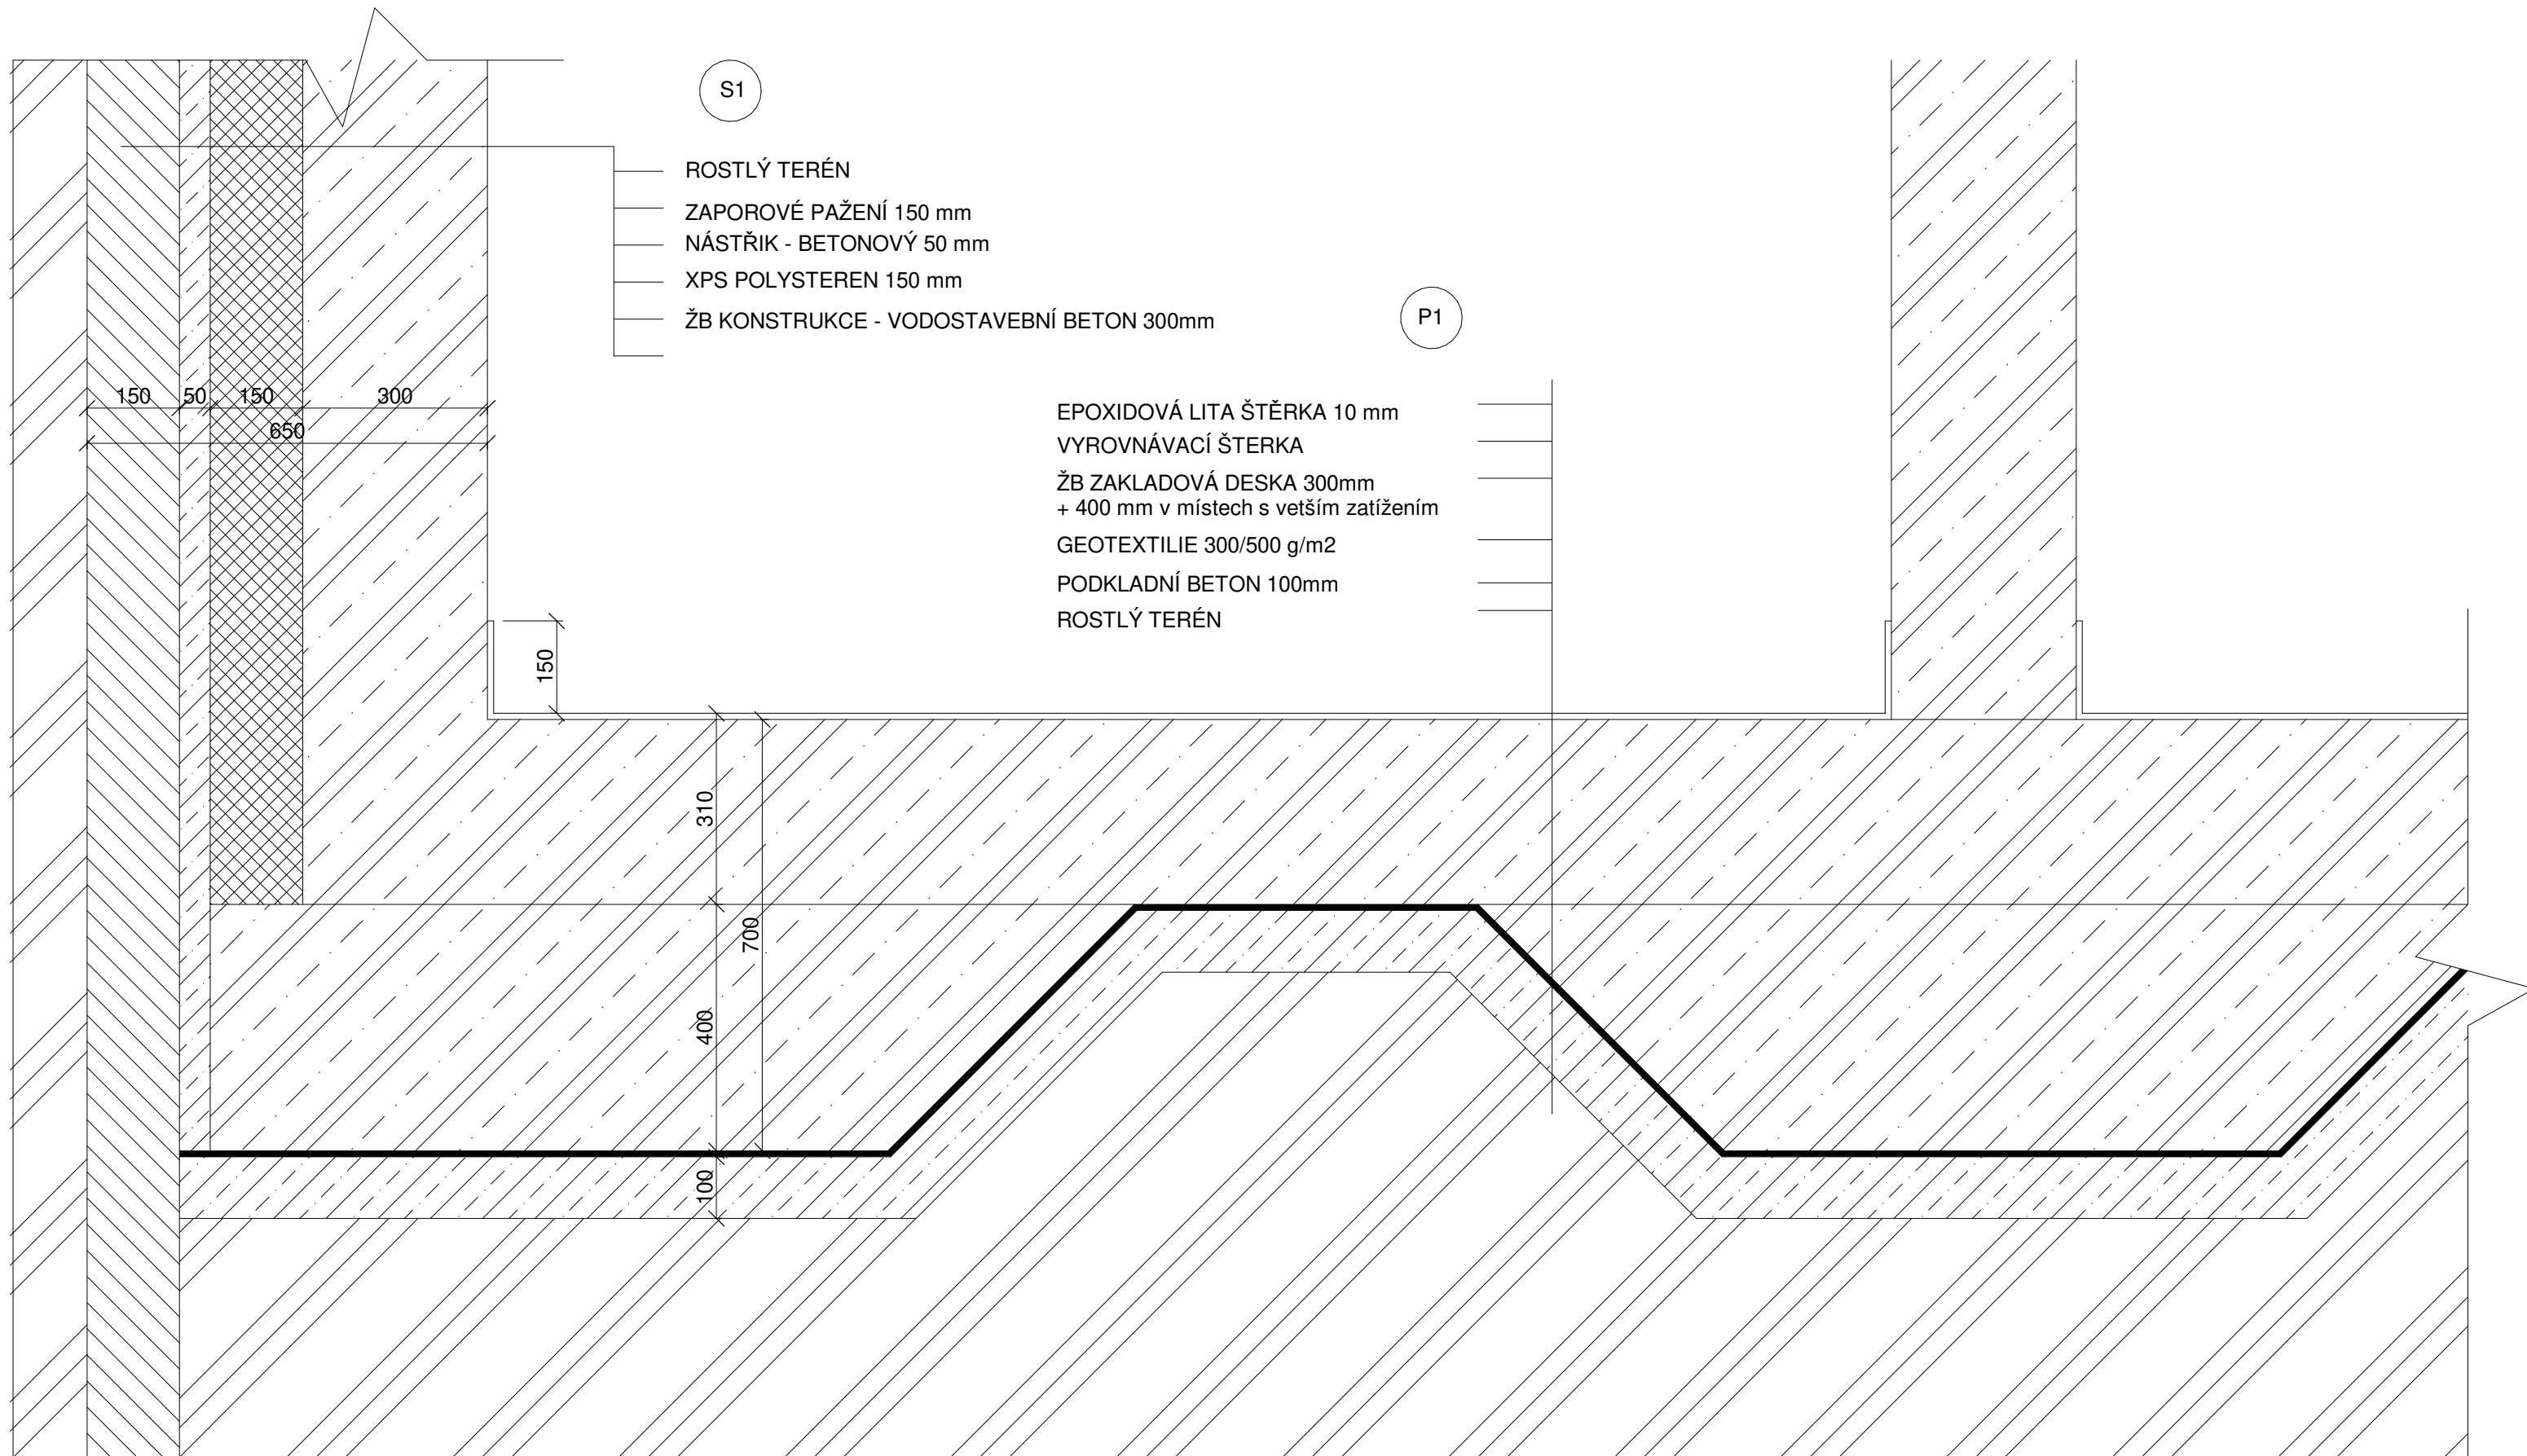 S1
ROSTLÝ TERÉN
ZAPOROVÉ PAŽENÍ 150 mm
NÁSTŘIK - BETONOVÝ 50 mm
XPS POLYSTEREN 150 mm
ŽB KONSTRUKCE - VODOSTAVEBNÍ BETON 300mm
P1
150 50 150 300
650
EPOXIDOVÁ LITA ŠTĚRKA 10 mm
VYROVNÁVACÍ ŠTERKA
ŽB ZAKLADOVÁ DESKA 300mm
+ 400 mm v místech s vetším zatížením
GEOTEXTILIE 300/500 g/m2
PODKLADNÍ BETON 100mm
ROSTLÝ TERÉN
150
310
700
400
100